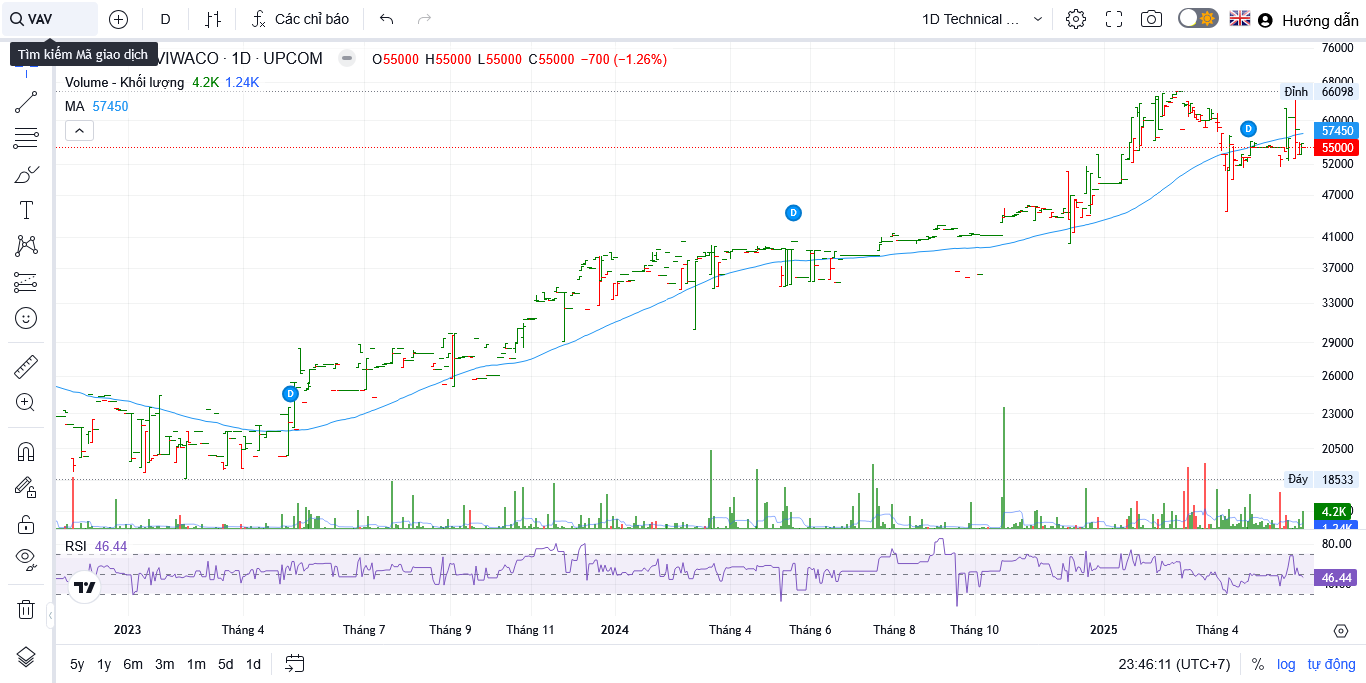 VAV D Các chỉ báo 1D Technical ... Hướng dẫn
Tìm kiếm Mã giao dịch
VIWACO · 1D · UPCOM O55000 H55000 L55000 C55000 −700 (−1.26%)
Volume - Khối lượng 4.2K 1.24K
MA 57450
76000
68000
Đỉnh 66098
60000
57450
55000
52000
47000
41000
37000
33000
29000
26000
23000
20500
Đáy 18533
4.2K
1.24K
D
D
D
T
RSI 46.44
80.00
46.44
2023 Tháng 4 Tháng 7 Tháng 9 Tháng 11 2024 Tháng 4 Tháng 6 Tháng 8 Tháng 10 2025 Tháng 4
5y 1y 6m 3m 1m 5d 1d 23:46:11 (UTC+7) % log tự động